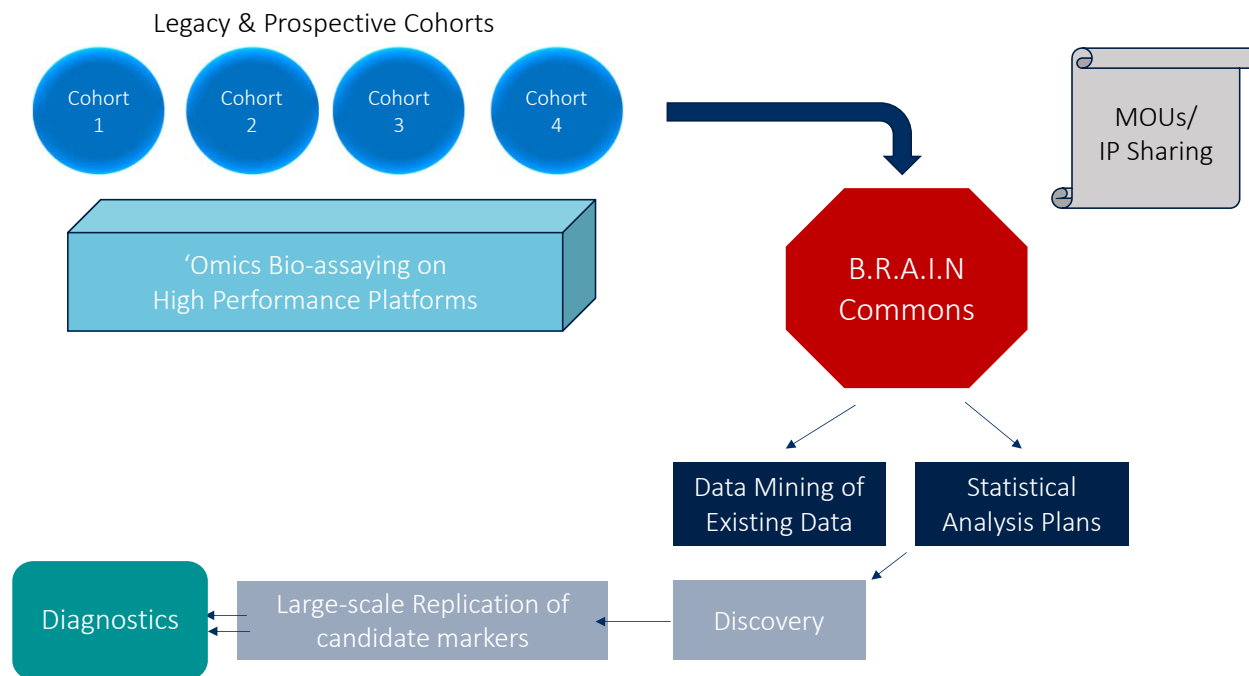 Legacy & Prospective Cohorts
Cohort
1
Cohort
2
Cohort
3
Cohort
4
MOUs/
IP Sharing
‘Omics Bio-assaying on
High Performance Platforms
B.R.A.I.N
Commons
Data Mining of
Existing Data
Statistical
Analysis Plans
Diagnostics
Large-scale Replication of
candidate markers
Discovery